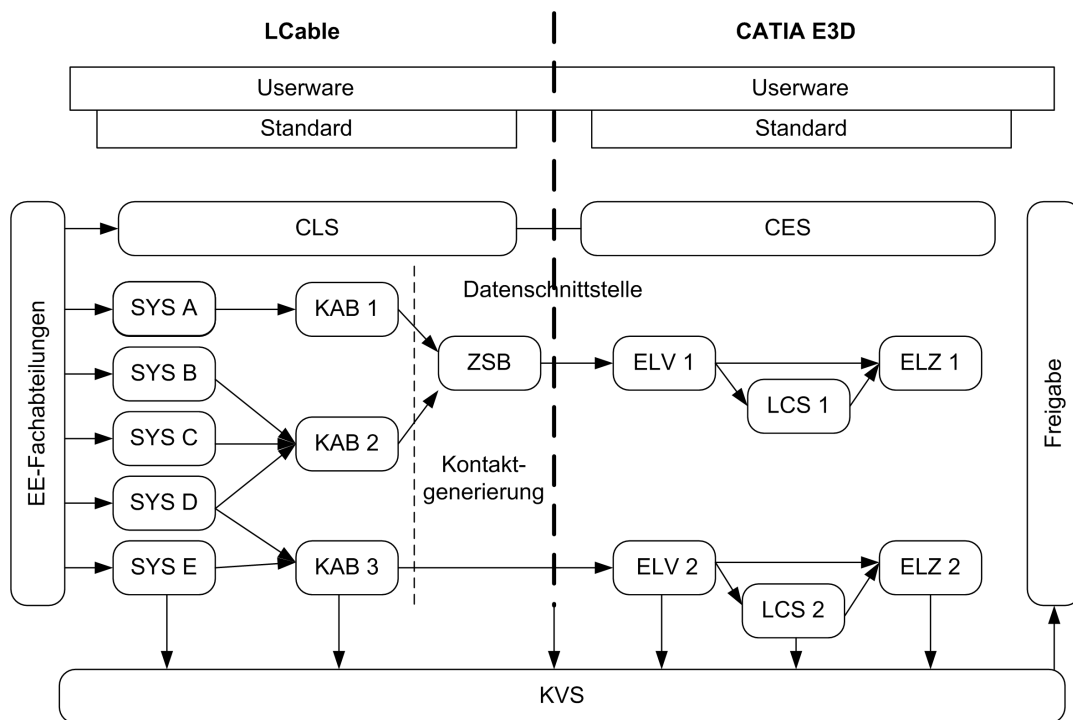 LCable
CATIA E3D
Userware
Userware
Standard
Standard
EE-Fachabteilungen
CLS
CES
Freigabe
Datenschnittstelle
SYS A
KAB 1
SYS B
ZSB
ELV 1
ELZ 1
LCS 1
SYS C
KAB 2
Kontakt-
generierung
SYS D
SYS E
KAB 3
ELV 2
ELZ 2
LCS 2
KVS